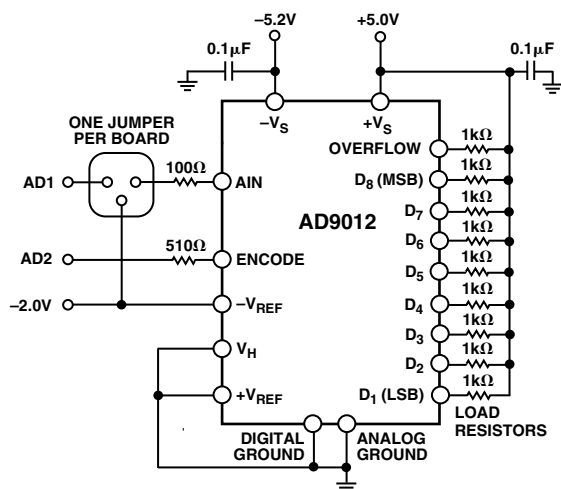 –5.2V
+5.0V
0.1µF
0.1µF
–VS
+VS
ONE JUMPER
PER BOARD
100Ω
AD1
AIN
AD2
510Ω
ENCODE
–2.0V
–VREF
VH
+VREF
AD9012
OVERFLOW
1kΩ
D8 (MSB)
1kΩ
D7
1kΩ
D6
1kΩ
D5
1kΩ
D4
1kΩ
D3
1kΩ
D2
1kΩ
D1 (LSB)
1kΩ
LOAD
RESISTORS
DIGITAL
GROUND
ANALOG
GROUND